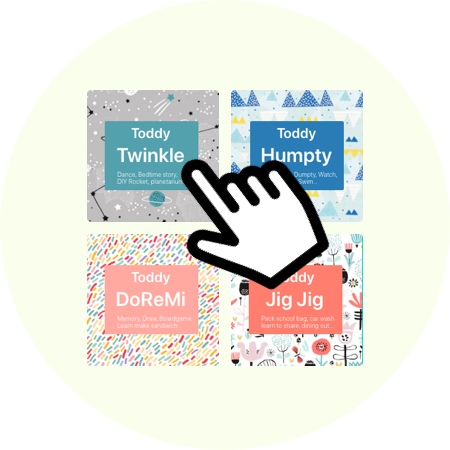 Toddy
Twinkle
Dance, Bedtime story,
DIY Rocket, planetarium
Toddy
Humpty
Dumpty, Watch,
Swim..
Toddy
DoReMi
Memory, Draw, Boardgame
Learn make sandwich ..
Toddy
Jig Jig
Pack school bag, car wash
learn to share, dining out